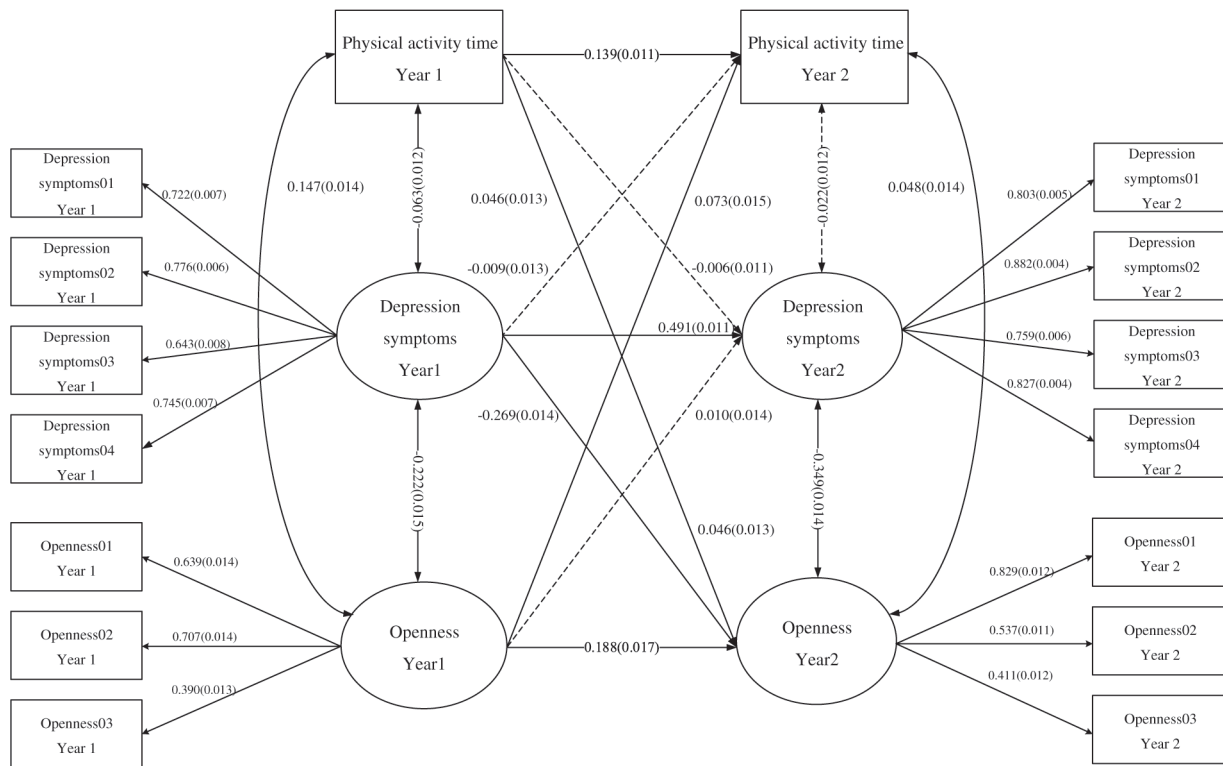 Physical activity time
Year 1
Physical activity time
Year 2
0.139(0.011)
Depression
symptoms01
Year 1
Depression
symptoms02
Year 1
Depression
symptoms03
Year 1
Depression
symptoms04
Year 1
0.722(0.007)
0.776(0.006)
0.643(0.008)
0.745(0.007)
0.147(0.014)
-0.063(0.012)
0.046(0.013)
0.073(0.015)
-0.022(0.012)
0.048(0.014)
-0.009(0.013)
-0.006(0.011)
Depression
symptoms
Year1
0.491(0.011)
Depression
symptoms
Year2
0.803(0.005)
0.882(0.004)
0.759(0.006)
0.827(0.004)
Depression
symptoms01
Year 2
Depression
symptoms02
Year 2
Depression
symptoms03
Year 2
Depression
symptoms04
Year 2
-0.269(0.014)
0.010(0.014)
-0.222(0.015)
-0.349(0.014)
0.046(0.013)
Openness01
Year 1
Openness02
Year 1
Openness03
Year 1
0.639(0.014)
0.707(0.014)
0.390(0.013)
Openness
Year1
0.188(0.017)
Openness
Year2
0.829(0.012)
0.537(0.011)
0.411(0.012)
Openness01
Year 2
Openness02
Year 2
Openness03
Year 2